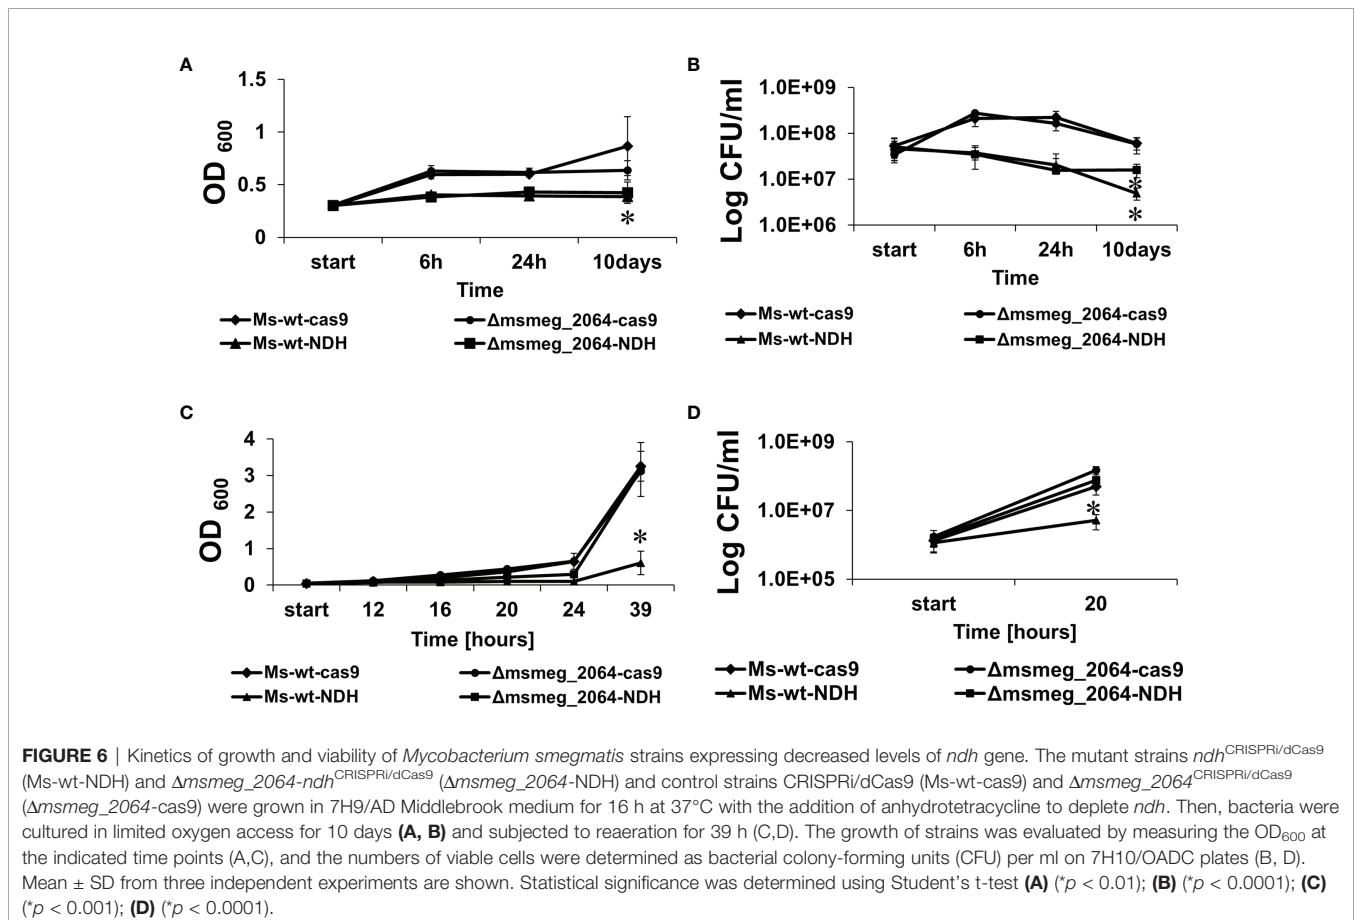 A
B
1.5
1
0.5
0
OD 600
start 6h 24h 10days
Time
*
Ms-wt-cas9 Δmsmeg_2064-cas9
Ms-wt-NDH Δmsmeg_2064-NDH
1.0E+09
1.0E+08
1.0E+07
1.0E+06
Log CFU/ml
*
*
start 6h 24h 10days
Time
Ms-wt-cas9 Δmsmeg_2064-cas9
Ms-wt-NDH Δmsmeg_2064-NDH
C
D
4
3
2
1
0
OD 600
*
start 12 16 20 24 39
Time [hours]
Ms-wt-cas9 Δmsmeg_2064-cas9
Ms-wt-NDH Δmsmeg_2064-NDH
1.0E+09
1.0E+07
1.0E+05
Log CFU/ml
*
start 20
Time [hours]
Ms-wt-cas9 Δmsmeg_2064-cas9
Ms-wt-NDH Δmsmeg_2064-NDH
FIGURE 6 | Kinetics of growth and viability of Mycobacterium smegmatis strains expressing decreased levels of ndh gene. The mutant strains ndhCRISPRi/dCas9
(Ms-wt-NDH) and Δmsmeg_2064-ndhCRISPRi/dCas9 (Δmsmeg_2064-NDH) and control strains CRISPRi/dCas9 (Ms-wt-cas9) and Δmsmeg_2064CRISPRi/dCas9
(Δmsmeg_2064-cas9) were grown in 7H9/AD Middlebrook medium for 16 h at 37°C with the addition of anhydrotetracycline to deplete ndh. Then, bacteria were
cultured in limited oxygen access for 10 days (A, B) and subjected to reaeration for 39 h (C,D). The growth of strains was evaluated by measuring the OD600 at
the indicated time points (A,C), and the numbers of viable cells were determined as bacterial colony-forming units (CFU) per ml on 7H10/OADC plates (B, D).
Mean ± SD from three independent experiments are shown. Statistical significance was determined using Student's t-test (A) (*p < 0.01); (B) (*p < 0.0001); (C)
(*p < 0.001); (D) (*p < 0.0001).